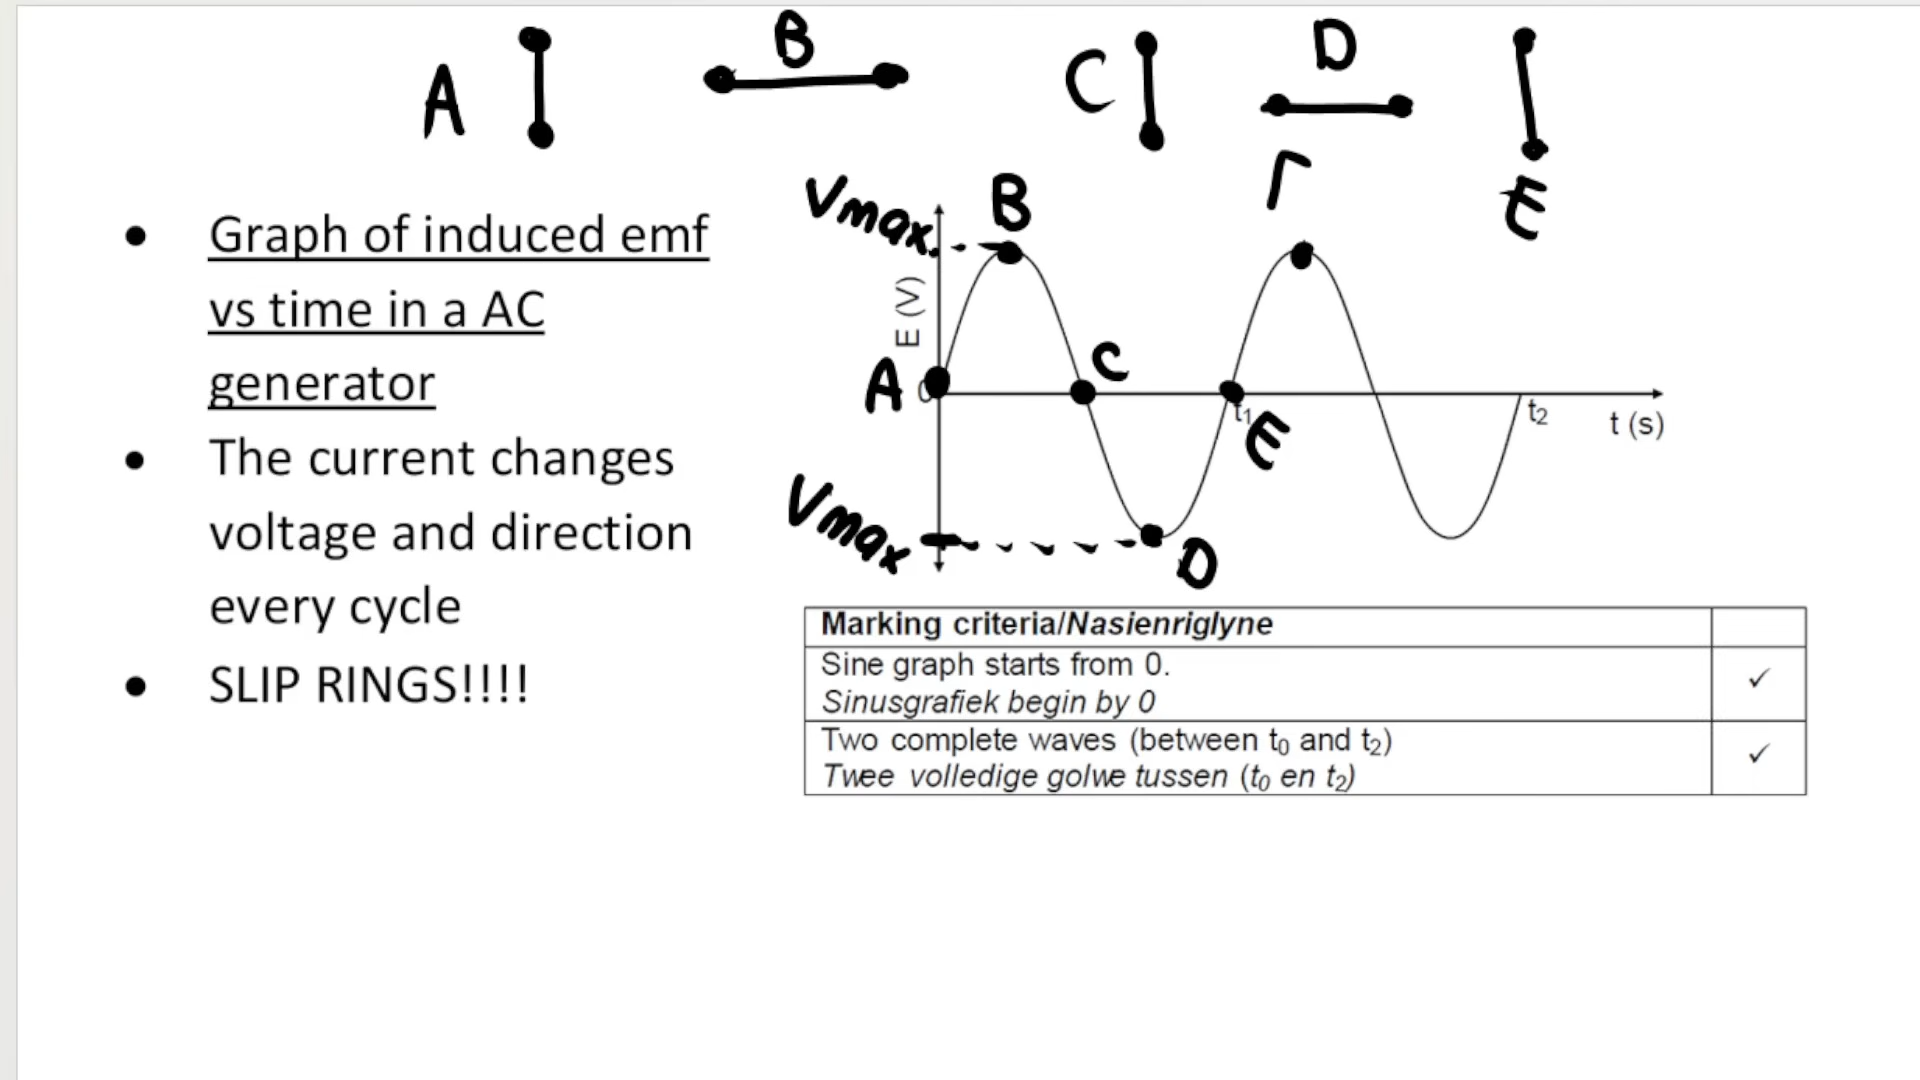 A
B
C
D
E
• Graph of induced emf
vs time in a AC
generator
• The current changes
voltage and direction
every cycle
• SLIP RINGS!!!!
Vmax
B
E (V)
A
0
C
t₁
E
t₂
t (s)
Vmax
D
Marking criteria/Nasienriglyne
Sine graph starts from 0.
✓
Sinusgrafiek begin by 0
Two complete waves (between t₀ and t₂)
✓
Twee volledige golwe tussen (t₀ en t₂)